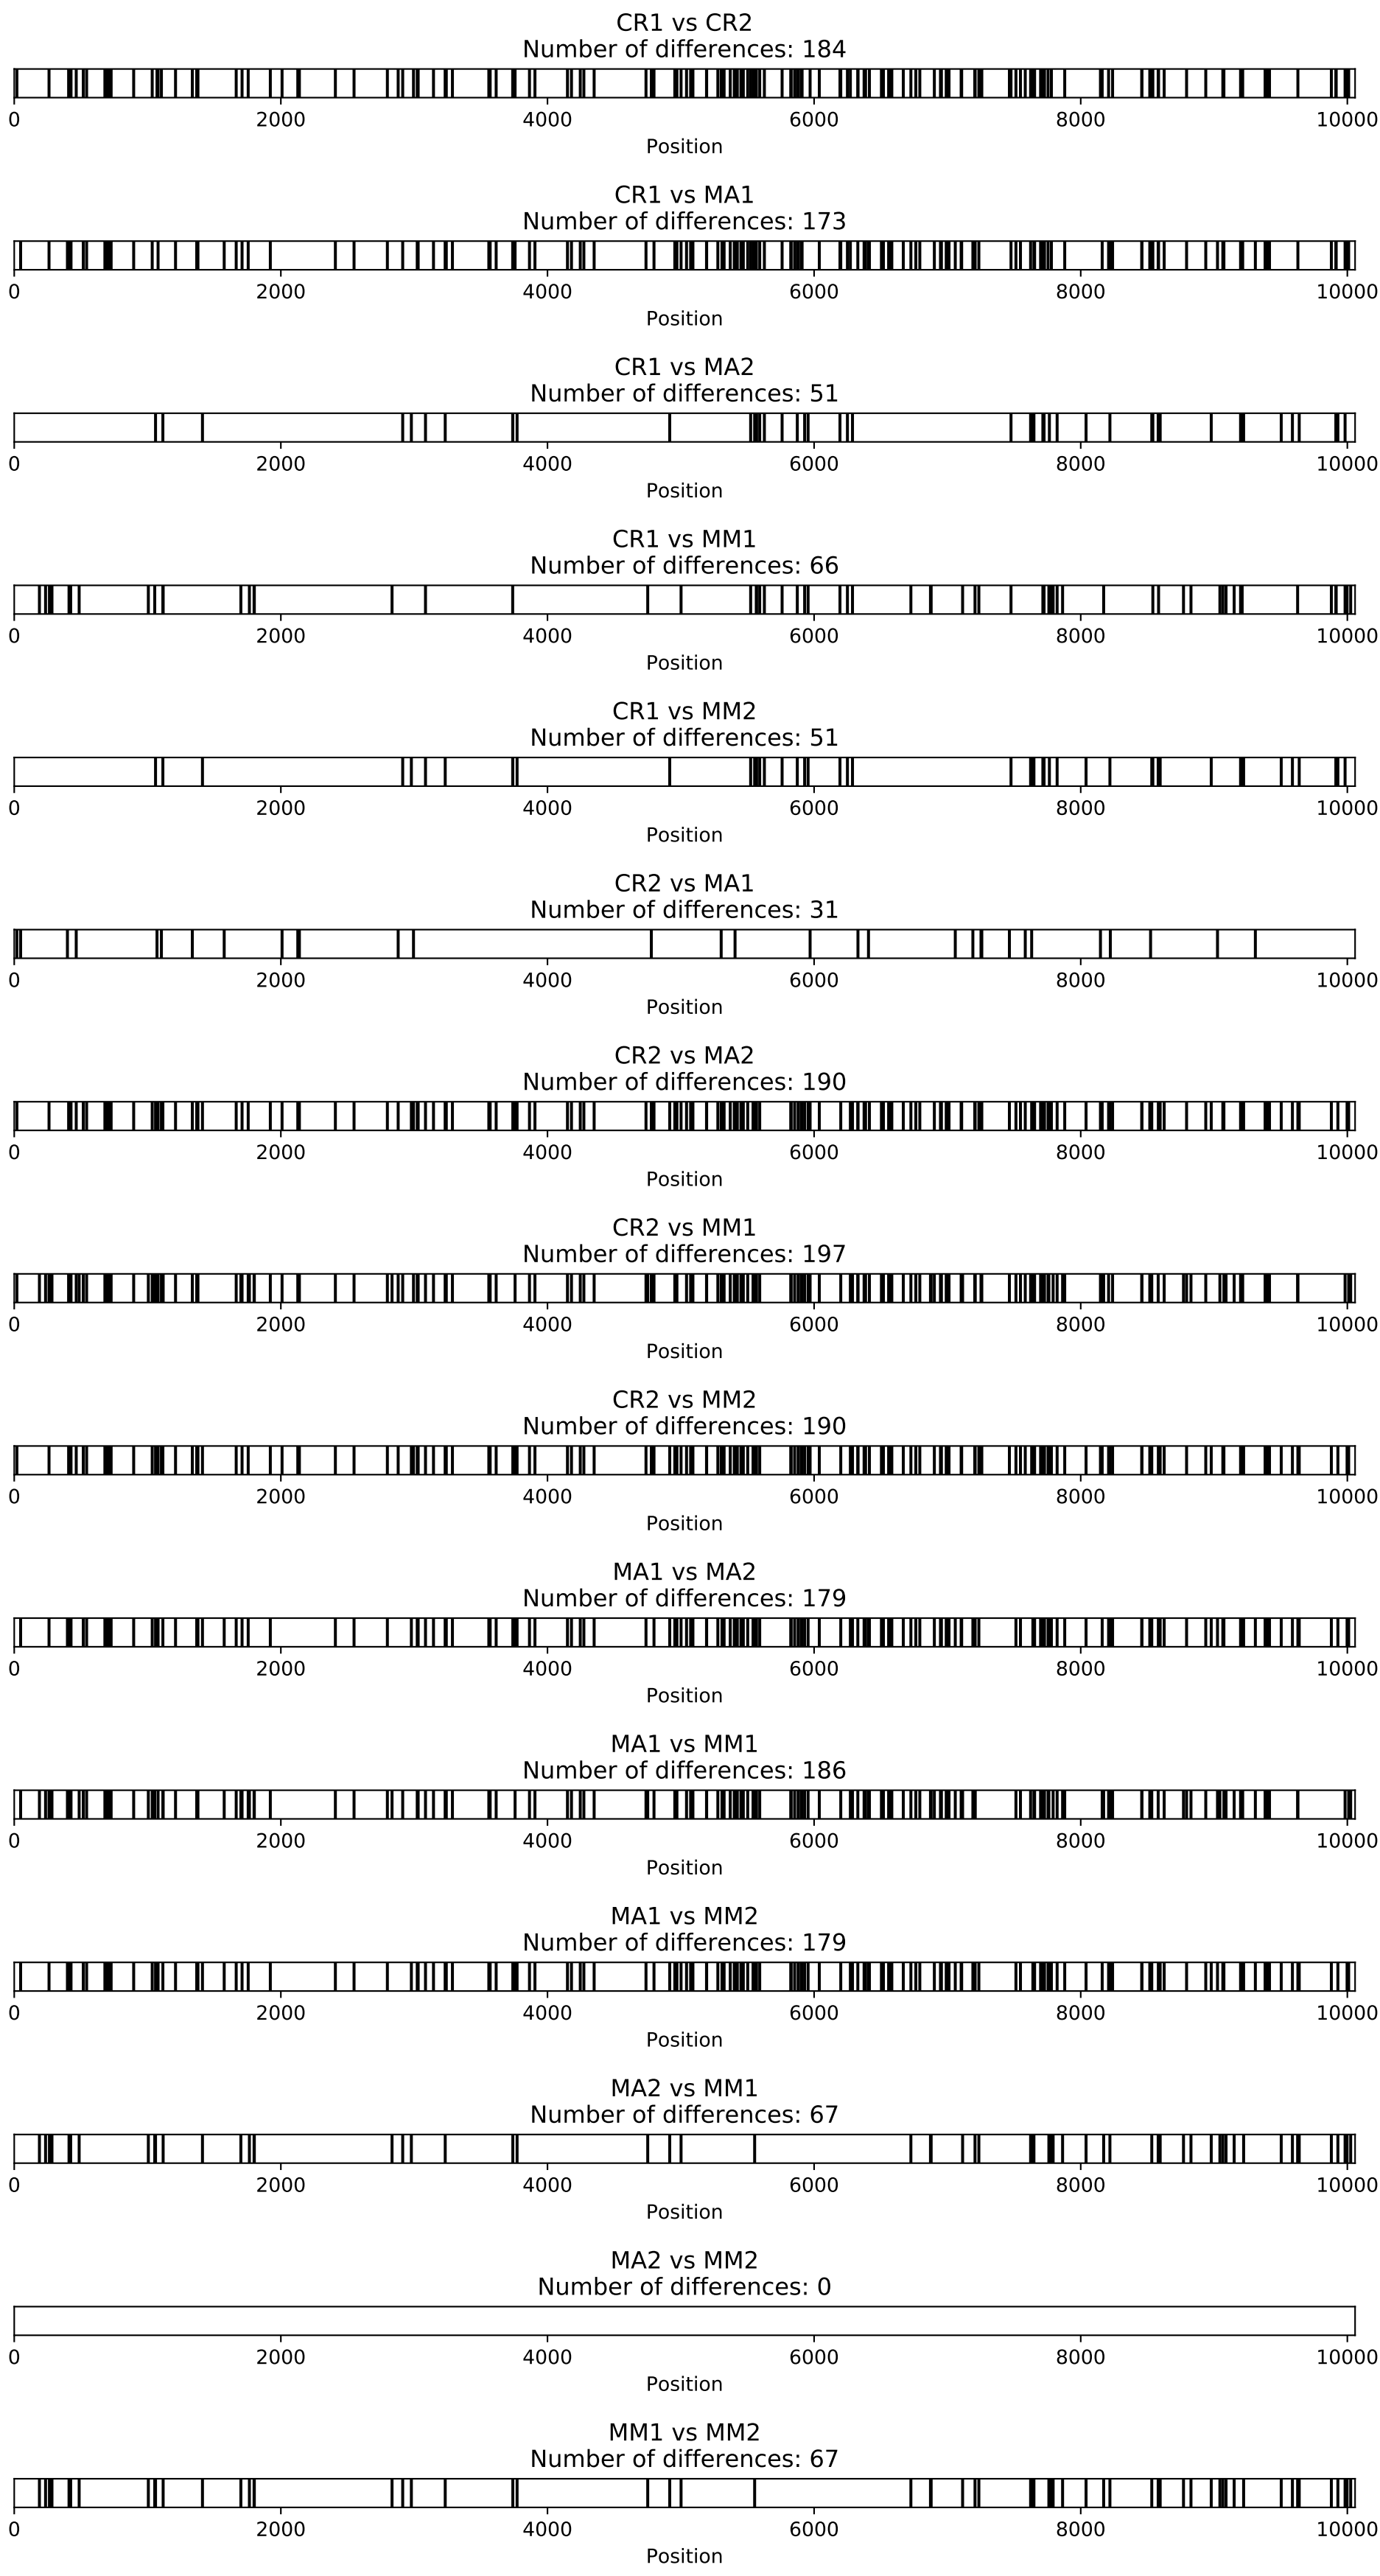 CR1 vs CR2
Number of differences: 184
0 2000 4000 6000 8000 10000
Position
CR1 vs MA1
Number of differences: 173
0 2000 4000 6000 8000 10000
Position
CR1 vs MA2
Number of differences: 51
0 2000 4000 6000 8000 10000
Position
CR1 vs MM1
Number of differences: 66
0 2000 4000 6000 8000 10000
Position
CR1 vs MM2
Number of differences: 51
0 2000 4000 6000 8000 10000
Position
CR2 vs MA1
Number of differences: 31
0 2000 4000 6000 8000 10000
Position
CR2 vs MA2
Number of differences: 190
0 2000 4000 6000 8000 10000
Position
CR2 vs MM1
Number of differences: 197
0 2000 4000 6000 8000 10000
Position
CR2 vs MM2
Number of differences: 190
0 2000 4000 6000 8000 10000
Position
MA1 vs MA2
Number of differences: 179
0 2000 4000 6000 8000 10000
Position
MA1 vs MM1
Number of differences: 186
0 2000 4000 6000 8000 10000
Position
MA1 vs MM2
Number of differences: 179
0 2000 4000 6000 8000 10000
Position
MA2 vs MM1
Number of differences: 67
0 2000 4000 6000 8000 10000
Position
MA2 vs MM2
Number of differences: 0
0 2000 4000 6000 8000 10000
Position
MM1 vs MM2
Number of differences: 67
0 2000 4000 6000 8000 10000
Position